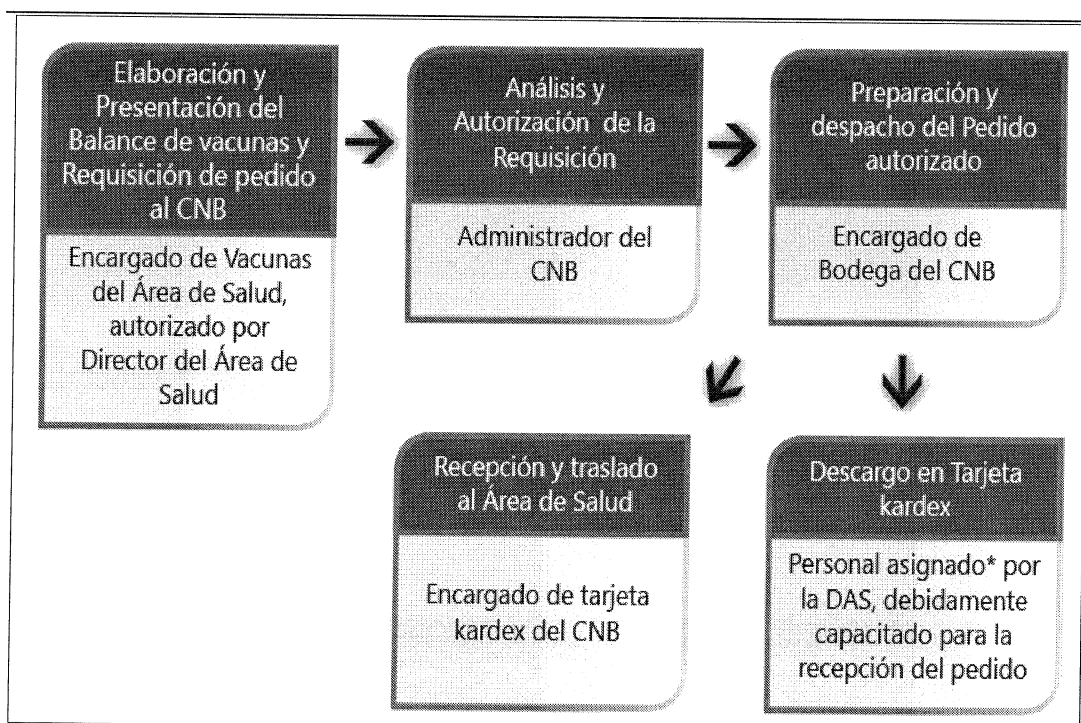 Elaboración y
Presentación del
Balance de vacunas y
Requisición de pedido
al CNB
Encargado de Vacunas
del Área de Salud,
autorizado por
Director del Área de
Salud
Análisis y
Autorización de la
Requisición
Administrador del
CNB
Preparación y
despacho del Pedido
autorizado
Encargado de
Bodega del CNB
Recepción y traslado
al Área de Salud
Encargado de tarjeta
kardex del CNB
Descargo en Tarjeta
kardex
Personal asignado* por
la DAS, debidamente
capacitado para la
recepción del pedido